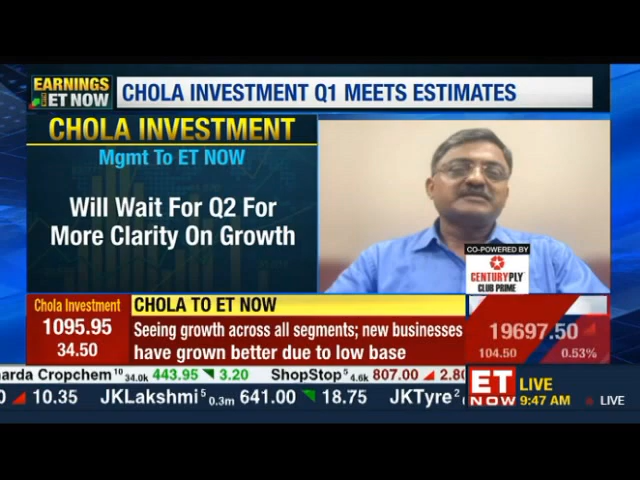 EARNINGS
ET NOW
CHOLA INVESTMENT Q1 MEETS ESTIMATES
CHOLA INVESTMENT
Mgmt To ET NOW
Will Wait For Q2 For
More Clarity On Growth
CO-POWERED BY
CENTURYPLY
CLUB PRIME
Chola Investment
1095.95
34.50
CHOLA TO ET NOW
Seeing growth across all segments; new businesses
have grown better due to low base
19697.50
104.50 0.53%
arda Cropchem 10 34.0k 443.95 3.20 ShopStop 5 4.6k 807.00 2.80
10.35 JKLakshmi 5 0.3m 641.00 18.75 JKTyre 2
ET
NOW
LIVE
9:47 AM
LIVE